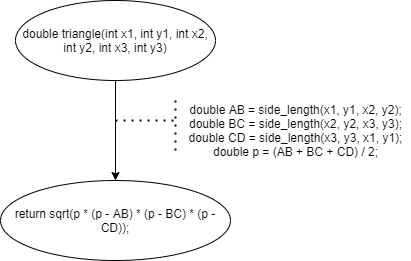 double triangle(int x1, int y1, int x2,
int y2, int x3, int y3)
double AB = side_length(x1, y1, x2, y2);
double BC = side_length(x2, y2, x3, y3);
double CD = side_length(x3, y3, x1, y1);
double p = (AB + BC + CD) / 2;
return sqrt(p * (p - AB) * (p - BC) * (p -
CD));